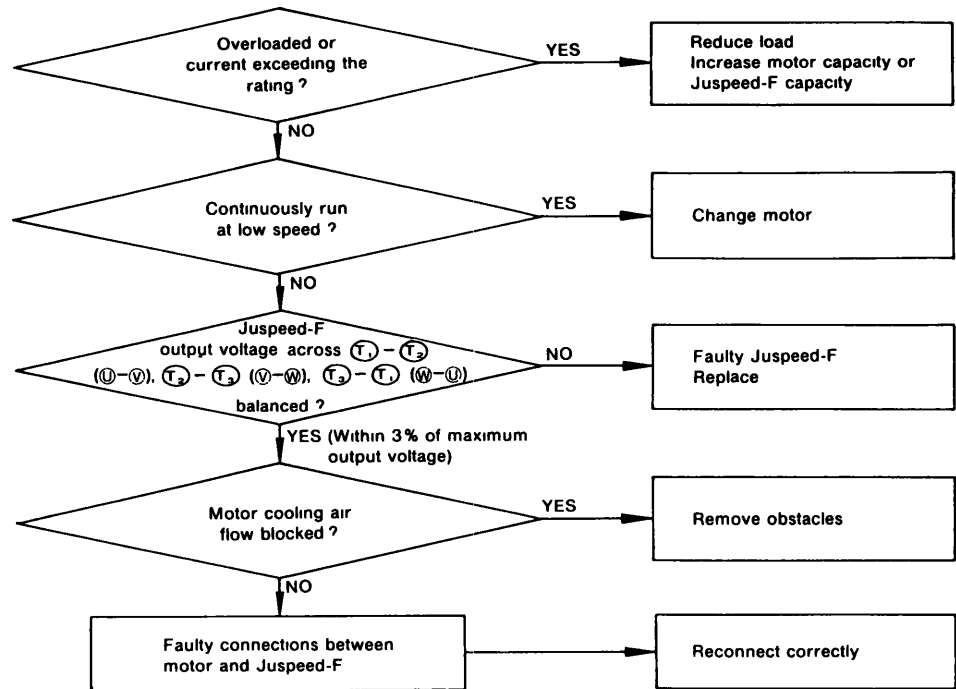 Overloaded or
current exceeding the
rating ?
YES
Reduce load
Increase motor capacity or
Juspeed-F capacity
NO
Continuously run
at low speed ?
YES
Change motor
NO
Juspeed-F
output voltage across Ⓣ₁ – Ⓣ₂
(Ⓤ–Ⓥ), Ⓣ₂ – Ⓣ₃ (Ⓥ–Ⓦ), Ⓣ₃ – Ⓣ₁ (Ⓦ–Ⓤ)
balanced ?
NO
Faulty Juspeed-F
Replace
YES (Within 3% of maximum
output voltage)
Motor cooling air
flow blocked ?
YES
Remove obstacles
NO
Faulty connections between
motor and Juspeed-F
Reconnect correctly